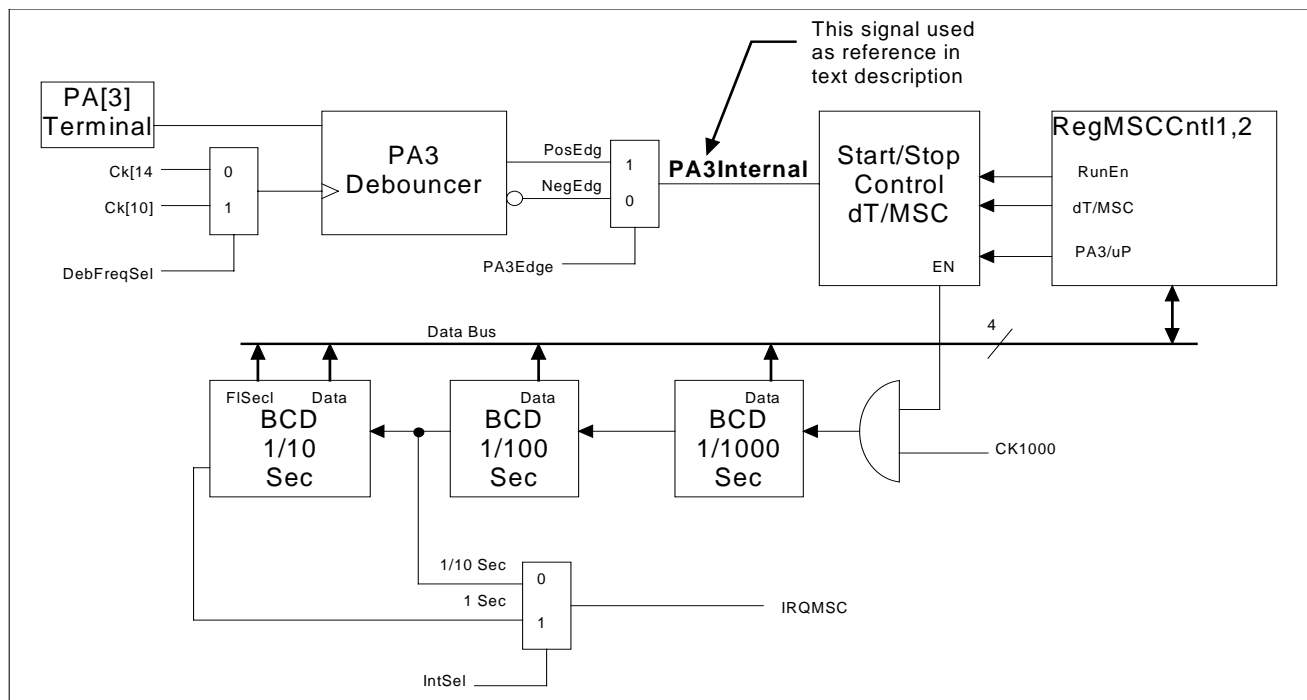 This signal used
as reference in
text description
PA[3]
Terminal
PA3
Debouncer
Ck[14
Ck[10]
0
1
DebFreqSel
PosEdg
NegEdg
1
0
PA3Edge
PA3Internal
Start/Stop
Control
dT/MSC
EN
RegMSCCntl1,2
RunEn
dT/MSC
PA3/uP
Data Bus
4
FlSecl
Data
BCD
1/10
Sec
Data
BCD
1/100
Sec
Data
BCD
1/1000
Sec
CK1000
1/10 Sec
1 Sec
0
1
IRQMSC
IntSel